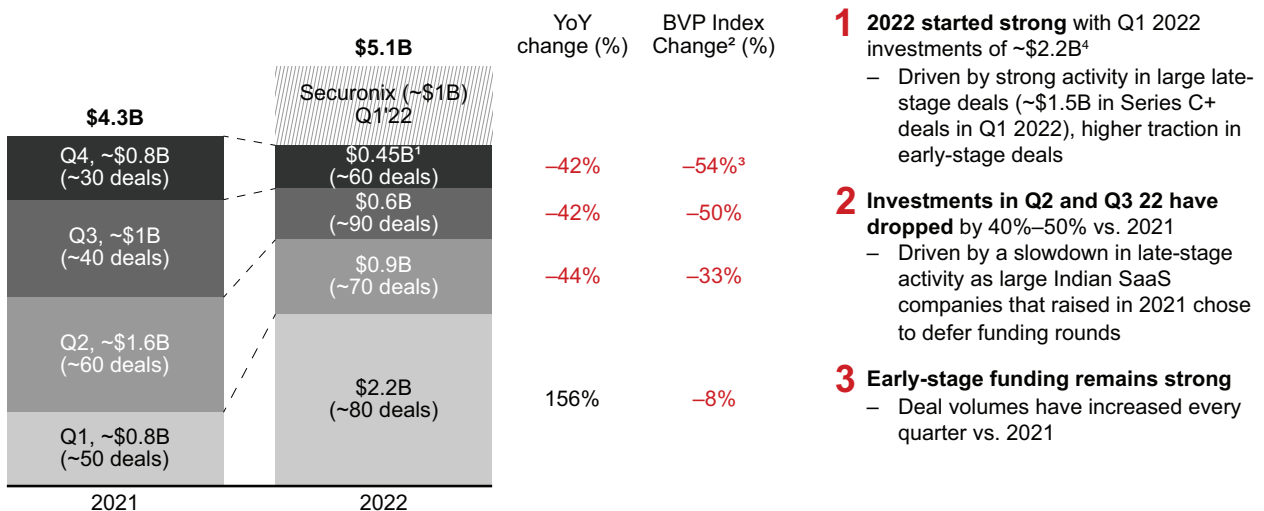 $4.3B
Q4, ~$0.8B
(~30 deals)
Q3, ~$1B
(~40 deals)
Q2, ~$1.6B
(~60 deals)
Q1, ~$0.8B
(~50 deals)
2021
$5.1B
Securonix (~$1B)
Q1'22
$0.45B¹
(~60 deals)
$0.6B
(~90 deals)
$0.9B
(~70 deals)
$2.2B
(~80 deals)
2022
YoY
change (%)
–42%
–42%
–44%
156%
BVP Index
Change² (%)
–54%³
–50%
–33%
–8%
1 2022 started strong with Q1 2022
investments of ~$2.2B⁴
– Driven by strong activity in large late-
stage deals (~$1.5B in Series C+
deals in Q1 2022), higher traction in
early-stage deals
2 Investments in Q2 and Q3 22 have
dropped by 40%–50% vs. 2021
– Driven by a slowdown in late-stage
activity as large Indian SaaS
companies that raised in 2021 chose
to defer funding rounds
3 Early-stage funding remains strong
– Deal volumes have increased every
quarter vs. 2021